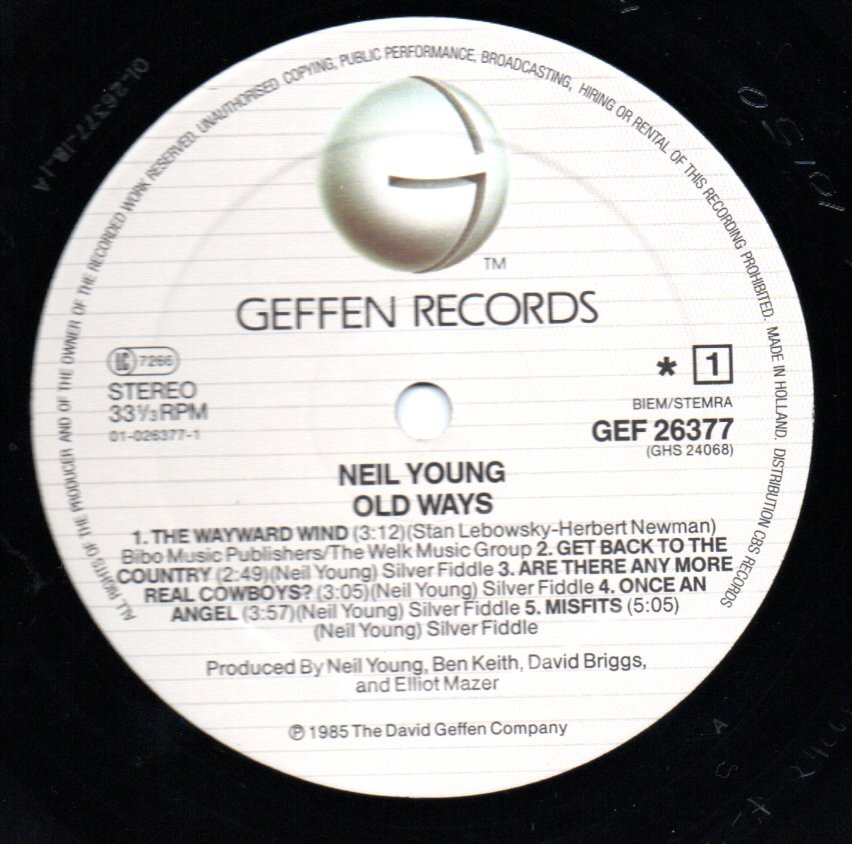 ALL RIGHTS OF THE PRODUCER AND OF THE OWNER OF THE RECORDED WORK RESERVED. UNAUTHORISED COPYING, PUBLIC PERFORMANCE, BROADCASTING, HIRING OR RENTAL OF THIS RECORDING PROHIBITED. MADE IN HOLLAND. DISTRIBUTION CBS RECORDS
G
TM
GEFFEN RECORDS
LC 7266
STEREO
33⅓ RPM
01-026377-1
* 1
BIEM/STEMRA
GEF 26377
(GHS 24068)
NEIL YOUNG
OLD WAYS
1. THE WAYWARD WIND (3:12)(Stan Lebowsky-Herbert Newman)
Bibo Music Publishers/The Welk Music Group 2. GET BACK TO THE
COUNTRY (2:49)(Neil Young) Silver Fiddle 3. ARE THERE ANY MORE
REAL COWBOYS? (3:05)(Neil Young) Silver Fiddle 4. ONCE AN
ANGEL (3:57)(Neil Young) Silver Fiddle 5. MISFITS (5:05)
(Neil Young) Silver Fiddle
Produced By Neil Young, Ben Keith, David Briggs,
and Elliot Mazer
℗ 1985 The David Geffen Company